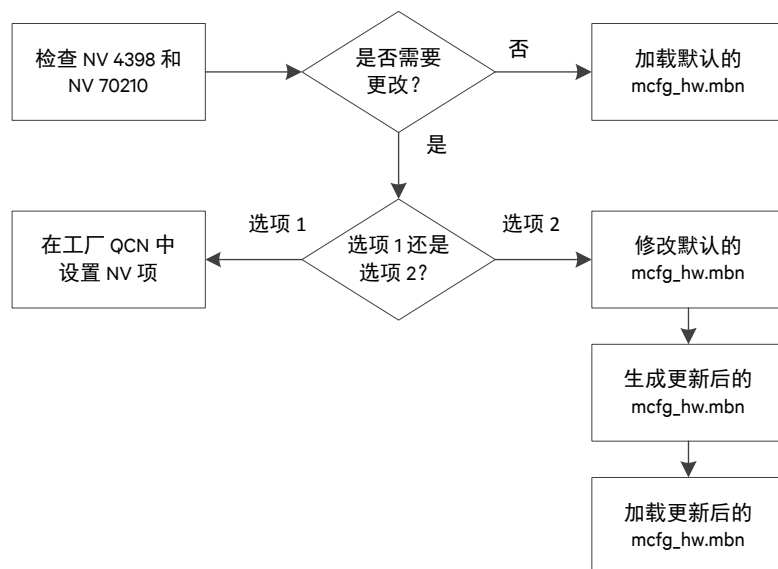 检查 NV 4398 和
NV 70210
是否需要
更改？
否
加载默认的
mcfg_hw.mbn
是
在工厂 QCN 中
设置 NV 项
选项 1
选项 1 还是
选项 2？
选项 2
修改默认的
mcfg_hw.mbn
生成更新后的
mcfg_hw.mbn
加载更新后的
mcfg_hw.mbn